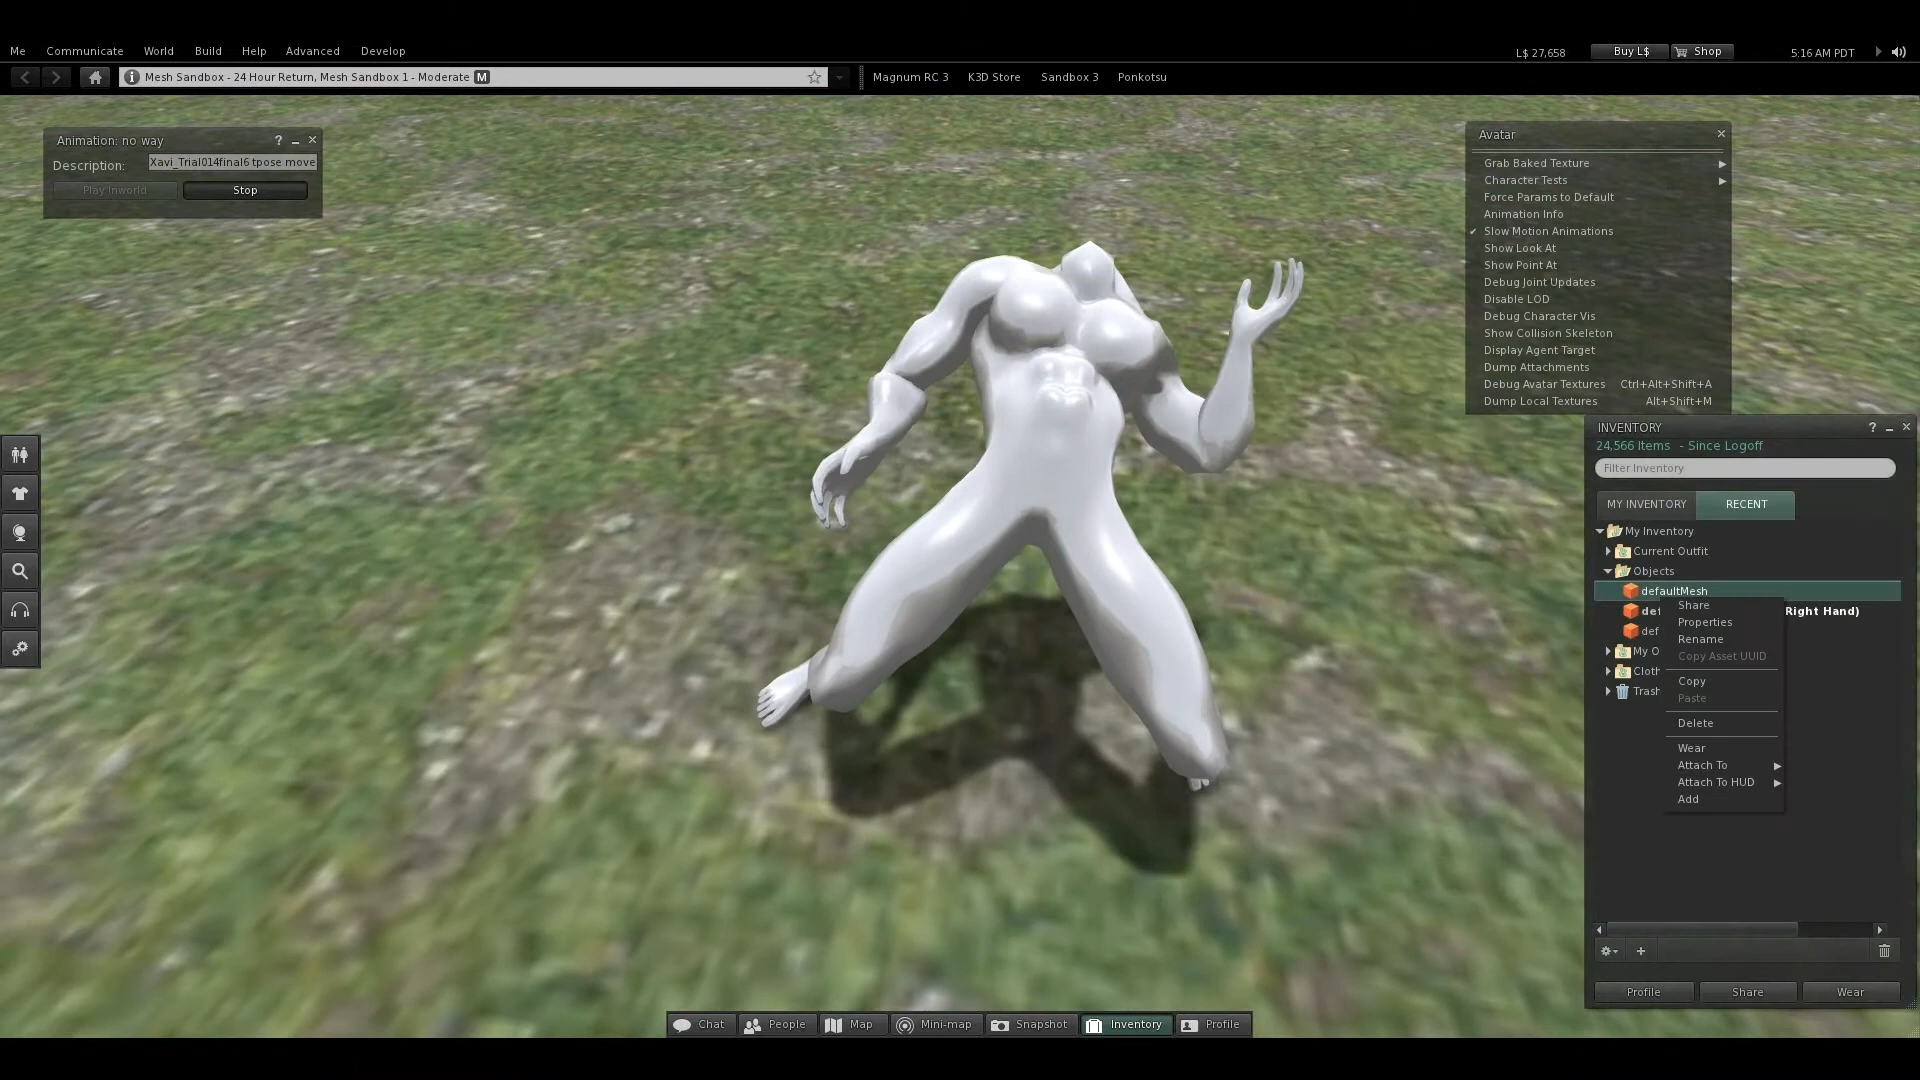 Me Communicate World Build Help Advanced Develop
L$ 27,658 Buy L$ Shop 5:16 AM PDT
Mesh Sandbox - 24 Hour Return, Mesh Sandbox 1 - Moderate M
Magnum RC 3 K3D Store Sandbox 3 Ponkotsu
Animation: no way
Description: Xavi_Trial014final6 tpose move
Play Inworld Stop
Avatar
Grab Baked Texture
Character Tests
Force Params to Default
Animation Info
Slow Motion Animations
Show Look At
Show Point At
Debug Joint Updates
Disable LOD
Debug Character Vis
Show Collision Skeleton
Display Agent Target
Dump Attachments
Debug Avatar Textures Ctrl+Alt+Shift+A
Dump Local Textures Alt+Shift+M
INVENTORY
24,566 Items - Since Logoff
Filter Inventory
MY INVENTORY RECENT
My Inventory
Current Outfit
Objects
defaultMesh
def Right Hand)
def
My O
Cloth
Trash
Share
Properties
Rename
Copy Asset UUID
Copy
Paste
Delete
Wear
Attach To
Attach To HUD
Add
Profile Share Wear
Chat People Map Mini-map Snapshot Inventory Profile